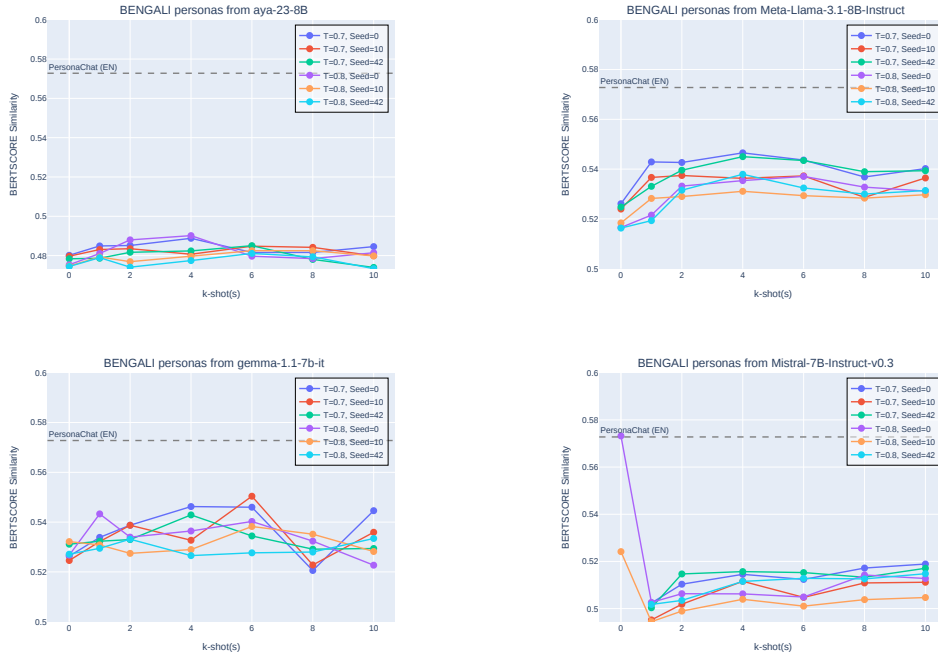 BENGALI personas from aya-23-8B
BERTSCORE Similarity
0.6
0.58
0.56
0.54
0.52
0.5
0.48
PersonaChat (EN)
T=0.7, Seed=0
T=0.7, Seed=10
T=0.7, Seed=42
T=0.8, Seed=0
T=0.8, Seed=10
T=0.8, Seed=42
0 2 4 6 8 10
k-shot(s)
BENGALI personas from Meta-Llama-3.1-8B-Instruct
BERTSCORE Similarity
0.6
0.58
0.56
0.54
0.52
0.5
PersonaChat (EN)
T=0.7, Seed=0
T=0.7, Seed=10
T=0.7, Seed=42
T=0.8, Seed=0
T=0.8, Seed=10
T=0.8, Seed=42
0 2 4 6 8 10
k-shot(s)
BENGALI personas from gemma-1.1-7b-it
BERTSCORE Similarity
0.6
0.58
0.56
0.54
0.52
0.5
PersonaChat (EN)
T=0.7, Seed=0
T=0.7, Seed=10
T=0.7, Seed=42
T=0.8, Seed=0
T=0.8, Seed=10
T=0.8, Seed=42
0 2 4 6 8 10
k-shot(s)
BENGALI personas from Mistral-7B-Instruct-v0.3
BERTSCORE Similarity
0.6
0.58
0.56
0.54
0.52
0.5
PersonaChat (EN)
T=0.7, Seed=0
T=0.7, Seed=10
T=0.7, Seed=42
T=0.8, Seed=0
T=0.8, Seed=10
T=0.8, Seed=42
0 2 4 6 8 10
k-shot(s)